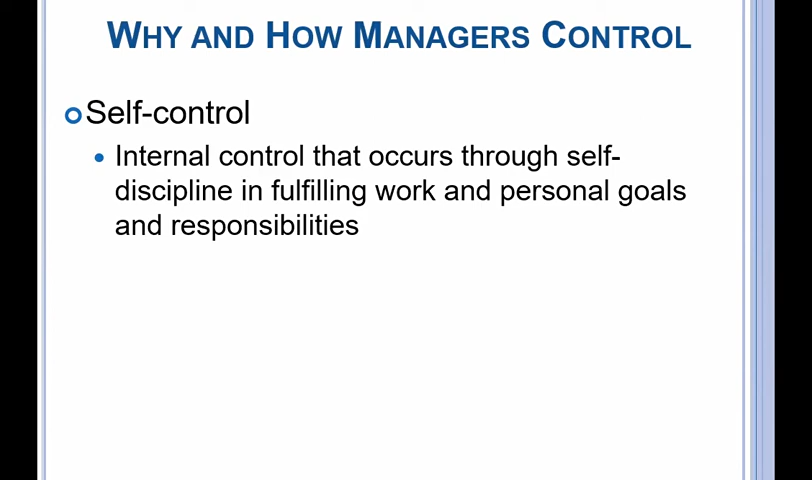 WHY AND HOW MANAGERS CONTROL
Self-control
Internal control that occurs through self-
discipline in fulfilling work and personal goals
and responsibilities